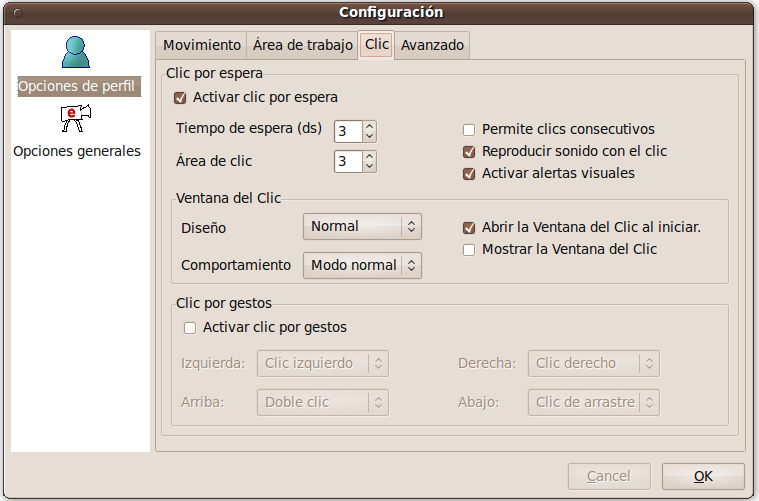 Configuración
Opciones de perfil
e
Opciones generales
Movimiento Área de trabajo Clic Avanzado
Clic por espera
Activar clic por espera
Tiempo de espera (ds) 3 Permite clics consecutivos
Reproducir sonido con el clic
Área de clic 3
Activar alertas visuales
Ventana del Clic
Diseño Normal Abrir la Ventana del Clic al iniciar.
Mostrar la Ventana del Clic
Comportamiento Modo normal
Clic por gestos
Activar clic por gestos
Izquierda: Clic izquierdo Derecha: Clic derecho
Arriba: Doble clic Abajo: Clic de arrastre
Cancel OK